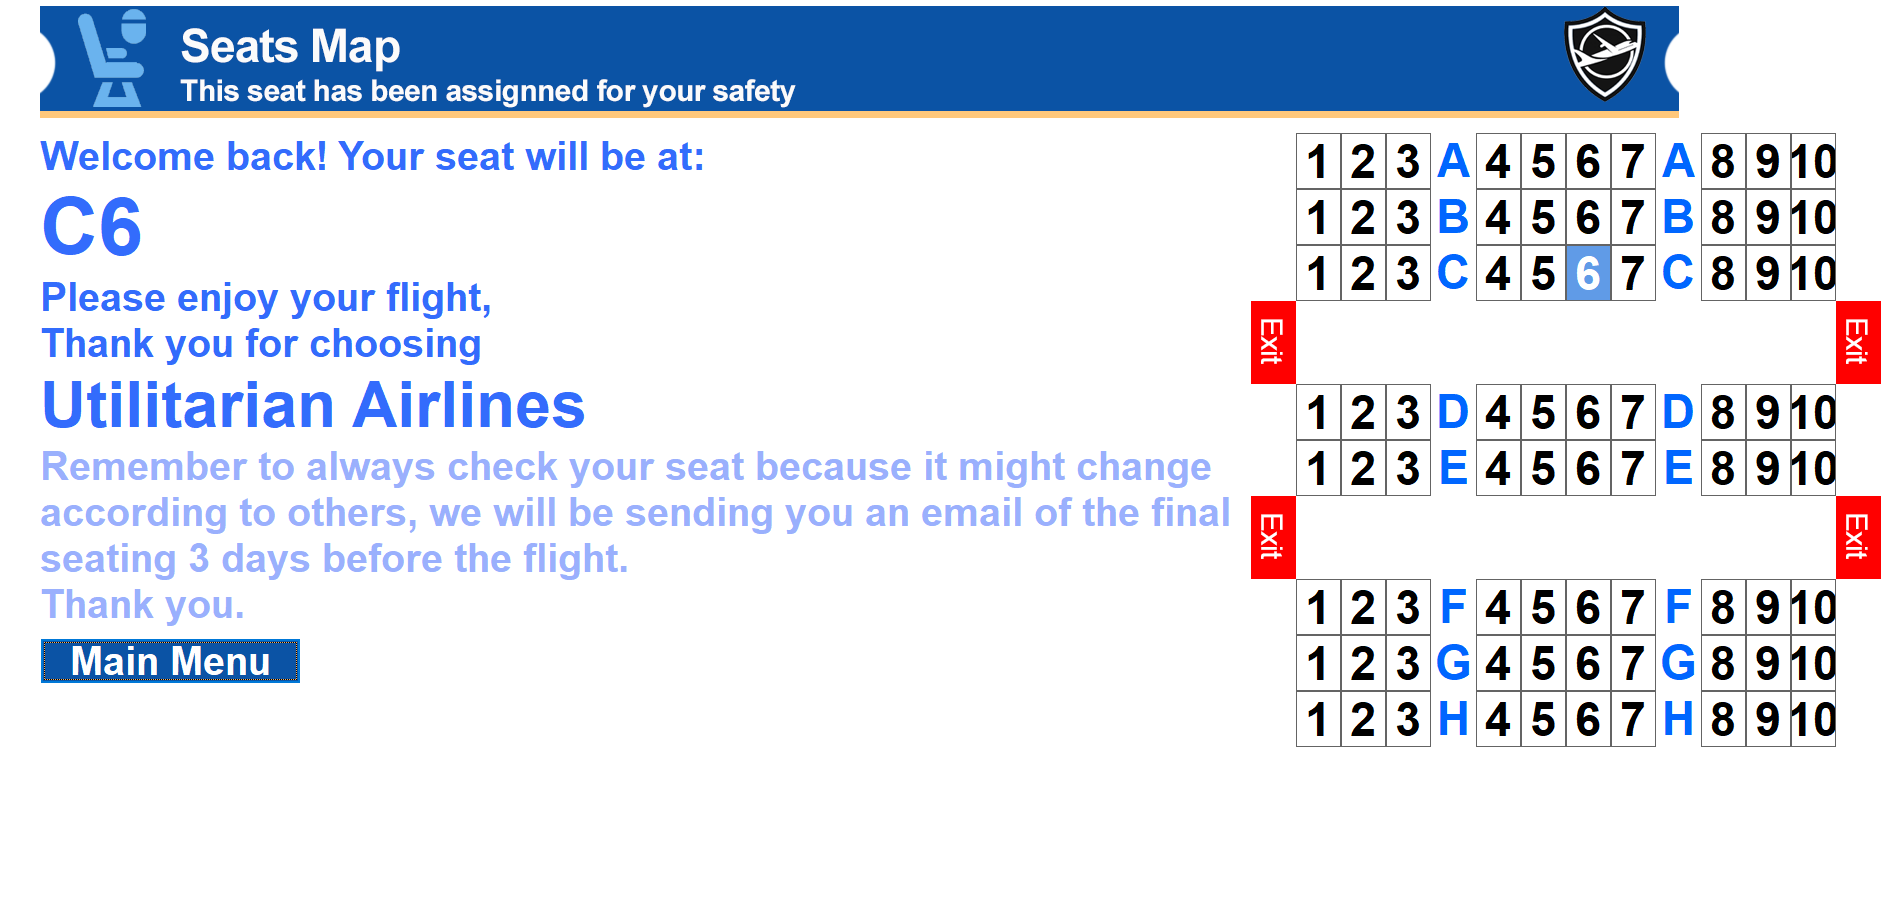 Seats Map
This seat has been assignned for your safety
Welcome back! Your seat will be at:
C6
Please enjoy your flight,
Thank you for choosing
Utilitarian Airlines
Remember to always check your seat because it might change
according to others, we will be sending you an email of the final
seating 3 days before the flight.
Thank you.
Main Menu
1 2 3 A 4 5 6 7 A 8 9 10
1 2 3 B 4 5 6 7 B 8 9 10
1 2 3 C 4 5 6 7 C 8 9 10
Exit Exit
1 2 3 D 4 5 6 7 D 8 9 10
1 2 3 E 4 5 6 7 E 8 9 10
Exit Exit
1 2 3 F 4 5 6 7 F 8 9 10
1 2 3 G 4 5 6 7 G 8 9 10
1 2 3 H 4 5 6 7 H 8 9 10